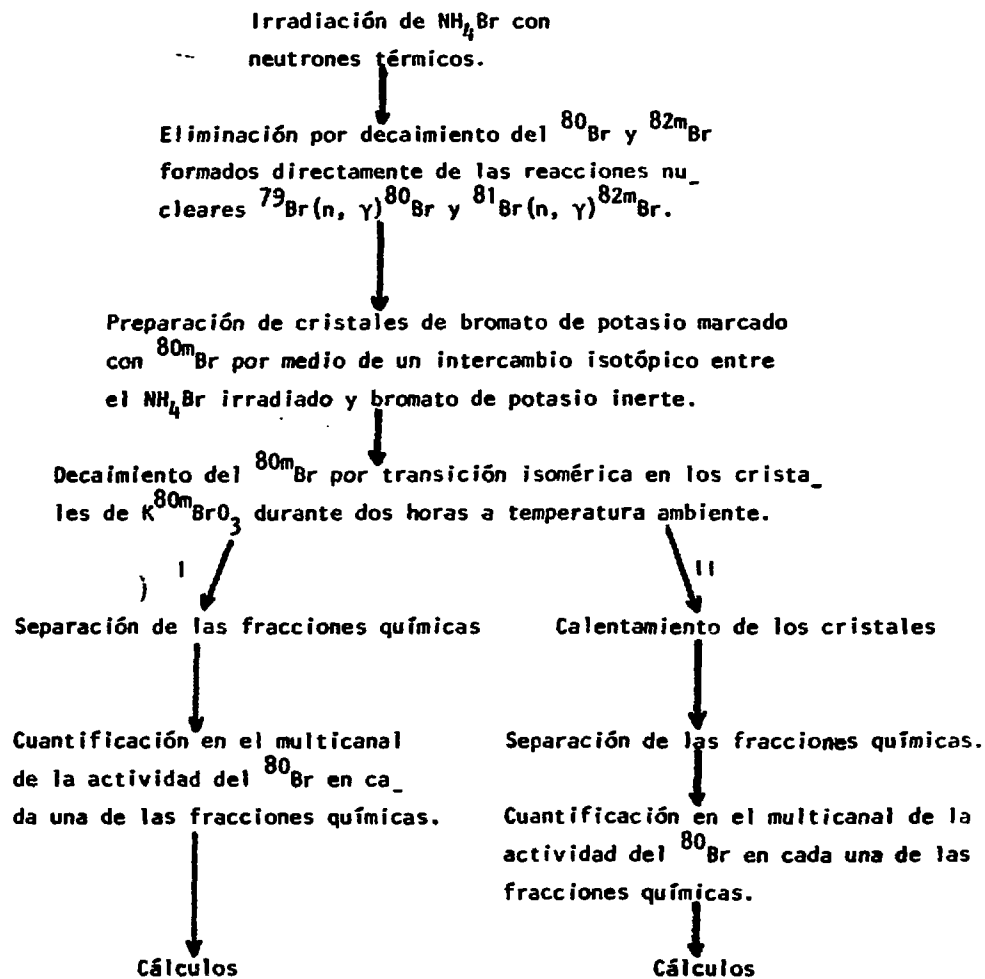 Irradiación de NH₄Br con
neutrones térmicos.
Eliminación por decaimiento del ⁸⁰Br y ⁸²ᵐBr
formados directamente de las reacciones nu_
cleares ⁷⁹Br(n, γ)⁸⁰Br y ⁸¹Br(n, γ)⁸²ᵐBr.
Preparación de cristales de bromato de potasio marcado
con ⁸⁰ᵐBr por medio de un intercambio isotópico entre
el NH₄Br irradiado y bromato de potasio inerte.
Decaimiento del ⁸⁰ᵐBr por transición isomérica en los crista_
les de K⁸⁰ᵐBrO₃ durante dos horas a temperatura ambiente.
I
II
Separación de las fracciones químicas
Cuantificación en el multicanal
de la actividad del ⁸⁰Br en ca_
da una de las fracciones químicas.
Cálculos
Calentamiento de los cristales
Separación de las fracciones químicas.
Cuantificación en el multicanal de la
actividad del ⁸⁰Br en cada una de las
fracciones químicas.
Cálculos